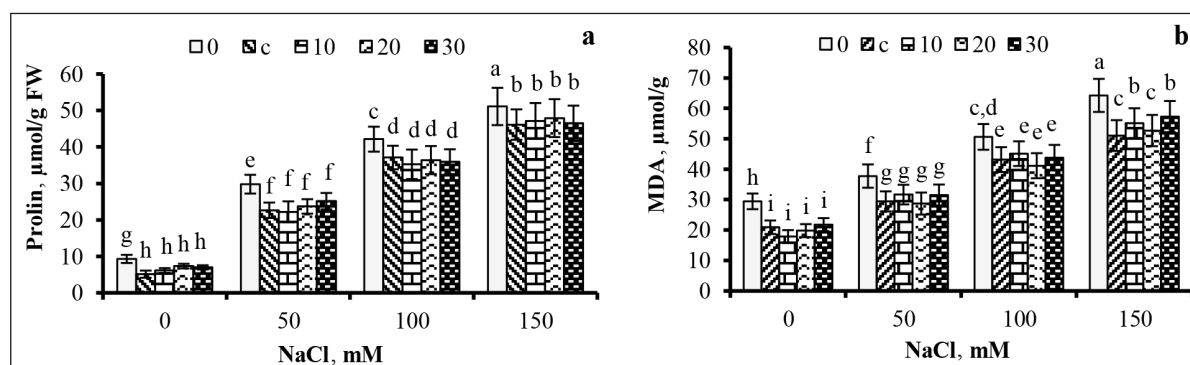 a
0 c 10 20 30
Prolin, µmol/g FW
60
50
40
30
20
10
0
g h h h h
e f f f f
c d d d d
a b b b b
0 50 100 150
NaCl, mM
b
0 c 10 20 30
MDA, µmol/g
80
70
60
50
40
30
20
10
0
h i i i i
f g g g g
c,d e e e e
a c b c b
0 50 100 150
NaCl, mM